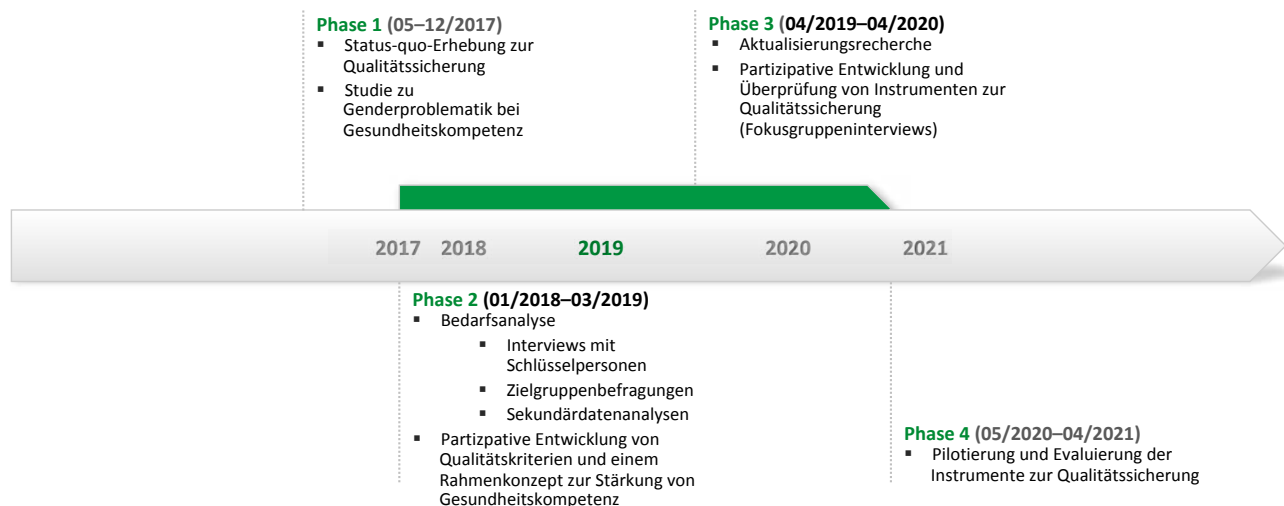 Phase 1 (05–12/2017)
▪ Status-quo-Erhebung zur
Qualitätssicherung
▪ Studie zu
Genderproblematik bei
Gesundheitskompetenz
Phase 3 (04/2019–04/2020)
▪ Aktualisierungsrecherche
▪ Partizipative Entwicklung und
Überprüfung von Instrumenten zur
Qualitätssicherung
(Fokusgruppeninterviews)
2017 2018 2019 2020 2021
Phase 2 (01/2018–03/2019)
▪ Bedarfsanalyse
▪ Interviews mit
Schlüsselpersonen
▪ Zielgruppenbefragungen
▪ Sekundärdatenanalysen
▪ Partizpative Entwicklung von
Qualitätskriterien und einem
Rahmenkonzept zur Stärkung von
Gesundheitskompetenz
Phase 4 (05/2020–04/2021)
▪ Pilotierung und Evaluierung der
Instrumente zur Qualitätssicherung